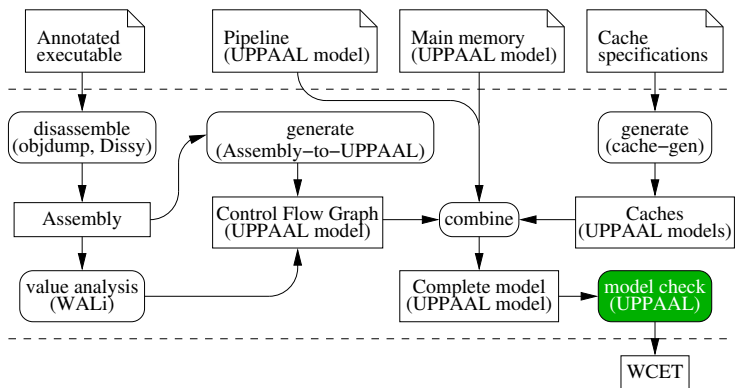 Annotated
executable
Pipeline
(UPPAAL model)
Main memory
(UPPAAL model)
Cache
specifications
disassemble
(objdump, Dissy)
generate
(Assembly−to−UPPAAL)
generate
(cache−gen)
Assembly
Control Flow Graph
(UPPAAL model)
combine
Caches
(UPPAAL models)
value analysis
(WALi)
Complete model
(UPPAAL model)
model check
(UPPAAL)
WCET